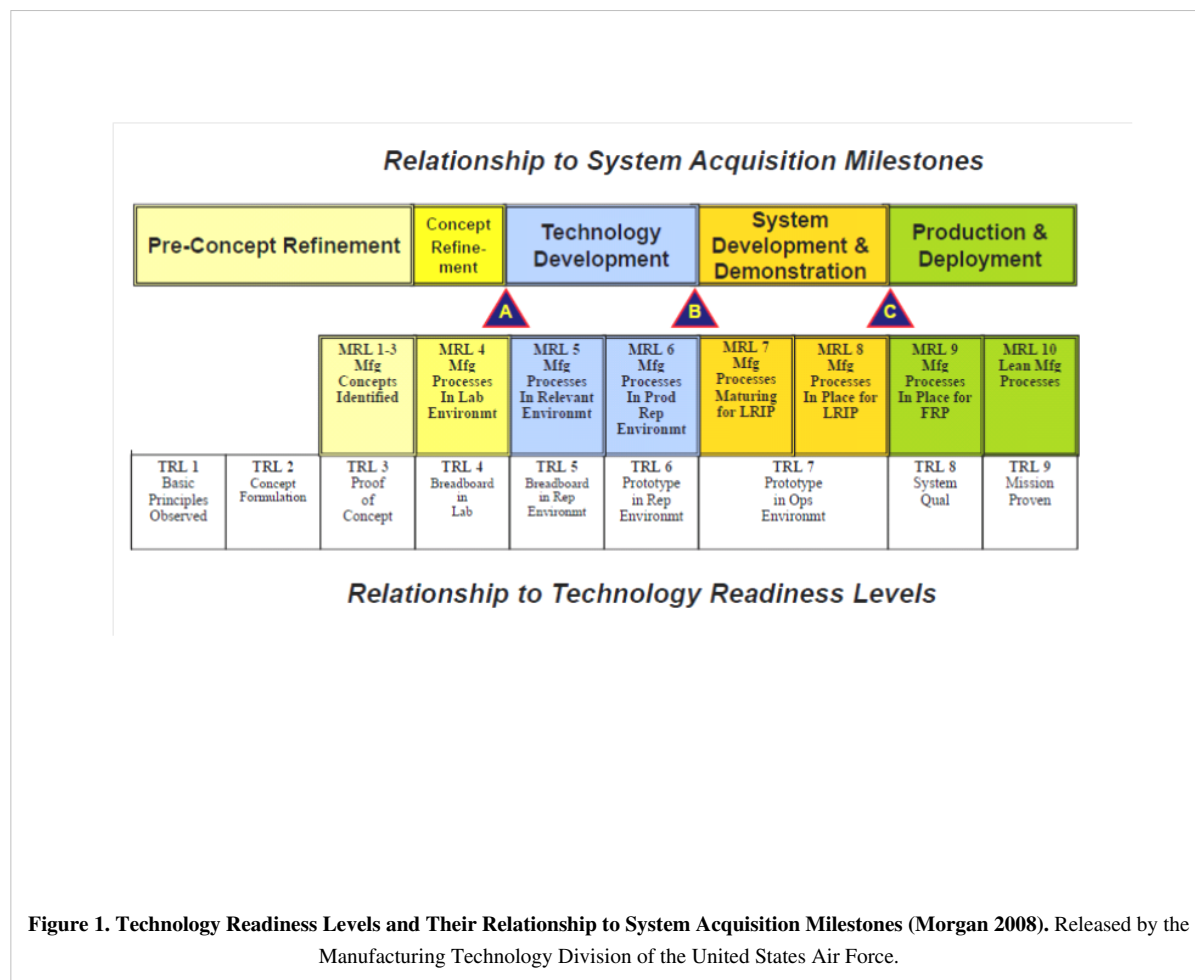 Relationship to System Acquisition Milestones
Pre-Concept Refinement
Concept
Refine-
ment
Technology
Development
System
Development &
Demonstration
Production &
Deployment
A
B
C
MRL 1-3
Mfg
Concepts
Identified
MRL 4
Mfg
Processes
In Lab
Environmt
MRL 5
Mfg
Processes
In Relevant
Environmt
MRL 6
Mfg
Processes
In Prod
Rep
Environmt
MRL 7
Mfg
Processes
Maturing
for LRIP
MRL 8
Mfg
Processes
In Place for
LRIP
MRL 9
Mfg
Processes
In Place for
FRP
MRL 10
Lean Mfg
Processes
TRL 1
Basic
Principles
Observed
TRL 2
Concept
Formulation
TRL 3
Proof
of
Concept
TRL 4
Breadboard
in
Lab
TRL 5
Breadboard
in Rep
Environmt
TRL 6
Prototype
in Rep
Environmt
TRL 7
Prototype
in Ops
Environmt
TRL 8
System
Qual
TRL 9
Mission
Proven
Relationship to Technology Readiness Levels
Figure 1. Technology Readiness Levels and Their Relationship to System Acquisition Milestones (Morgan 2008). Released by the
Manufacturing Technology Division of the United States Air Force.